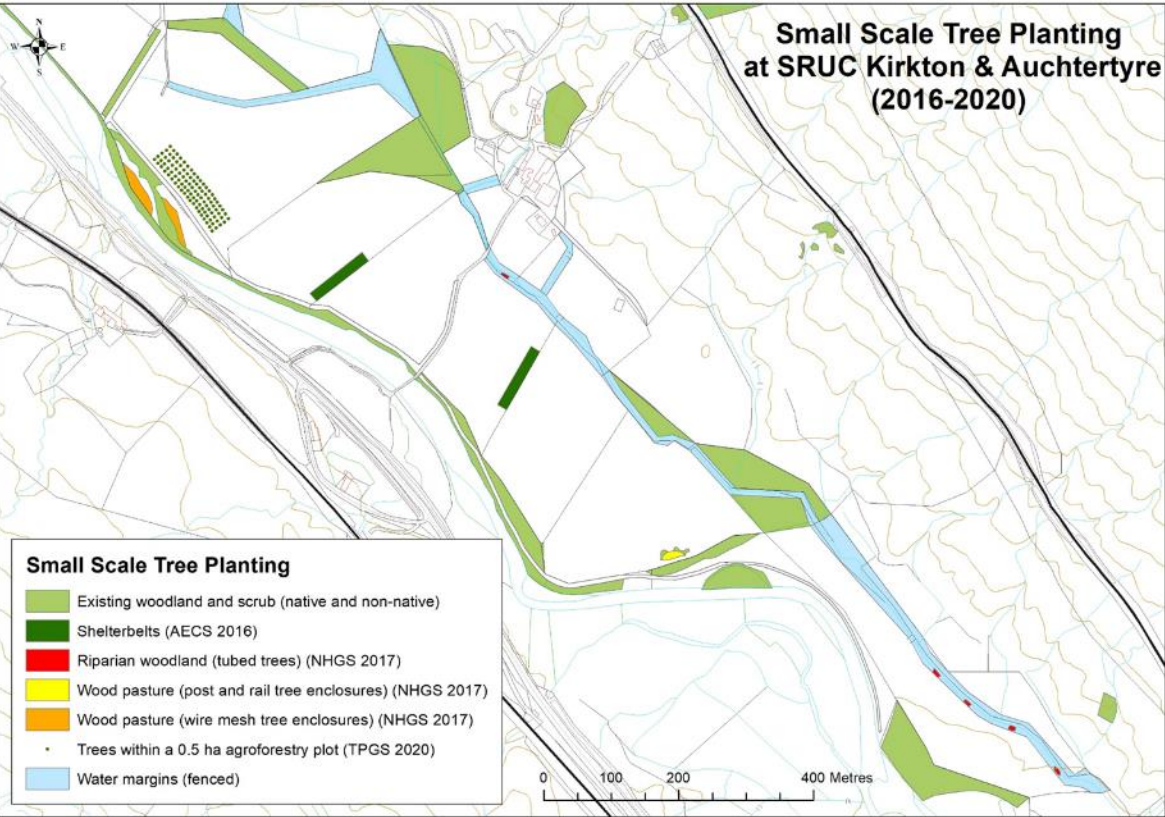 Small Scale Tree Planting
at SRUC Kirkton & Auchtertyre
(2016-2020)
N
W E
S
Small Scale Tree Planting
Existing woodland and scrub (native and non-native)
Shelterbelts (AECS 2016)
Riparian woodland (tubed trees) (NHGS 2017)
Wood pasture (post and rail tree enclosures) (NHGS 2017)
Wood pasture (wire mesh tree enclosures) (NHGS 2017)
Trees within a 0.5 ha agroforestry plot (TPGS 2020)
Water margins (fenced)
0 100 200 400 Metres